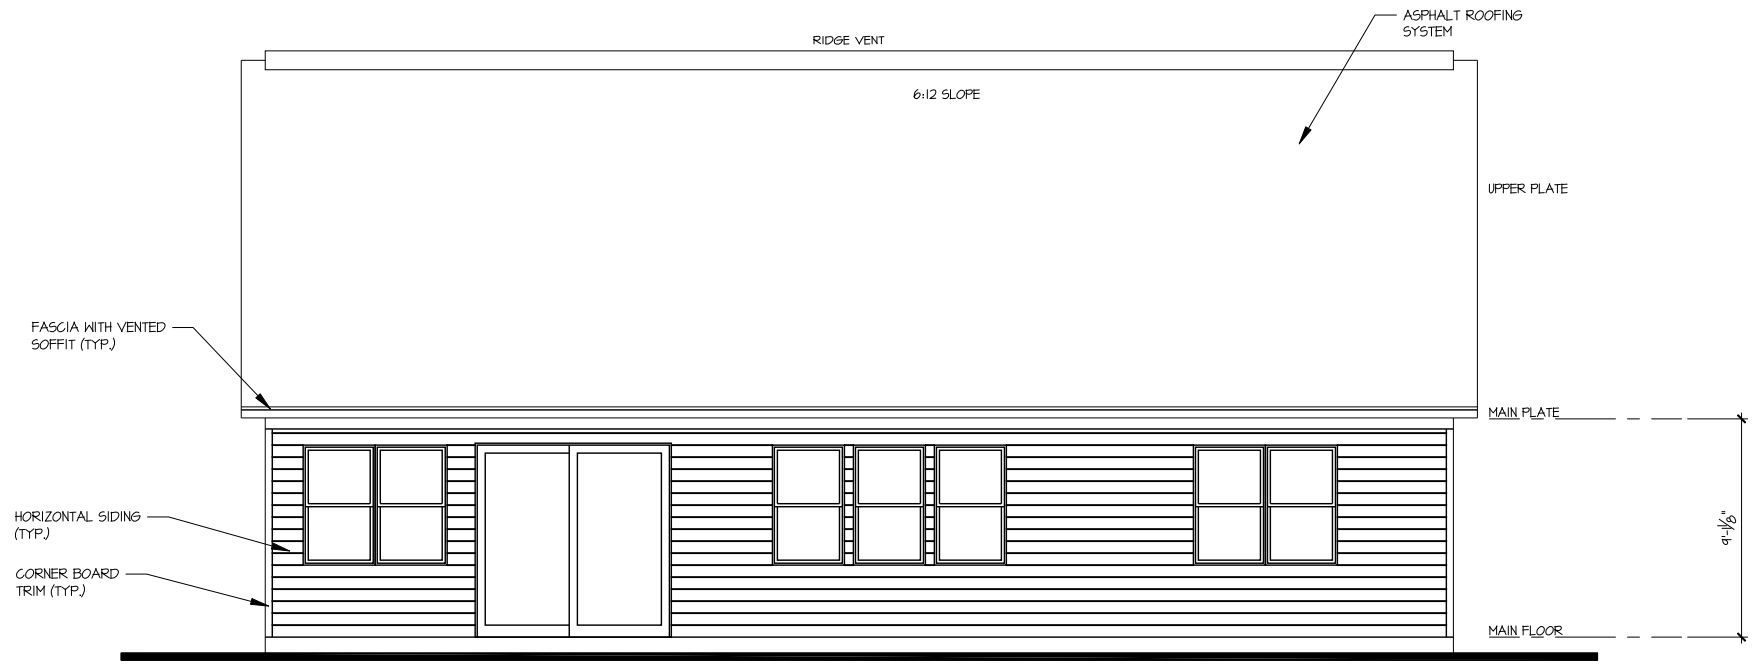 ASPHALT ROOFING
SYSTEM
RIDGE VENT
6:12 SLOPE
UPPER PLATE
FASCIA WITH VENTED
SOFFIT (TYP.)
MAIN PLATE
HORIZONTAL SIDING
(TYP.)
9'-1 1/8"
CORNER BOARD
TRIM (TYP.)
MAIN FLOOR